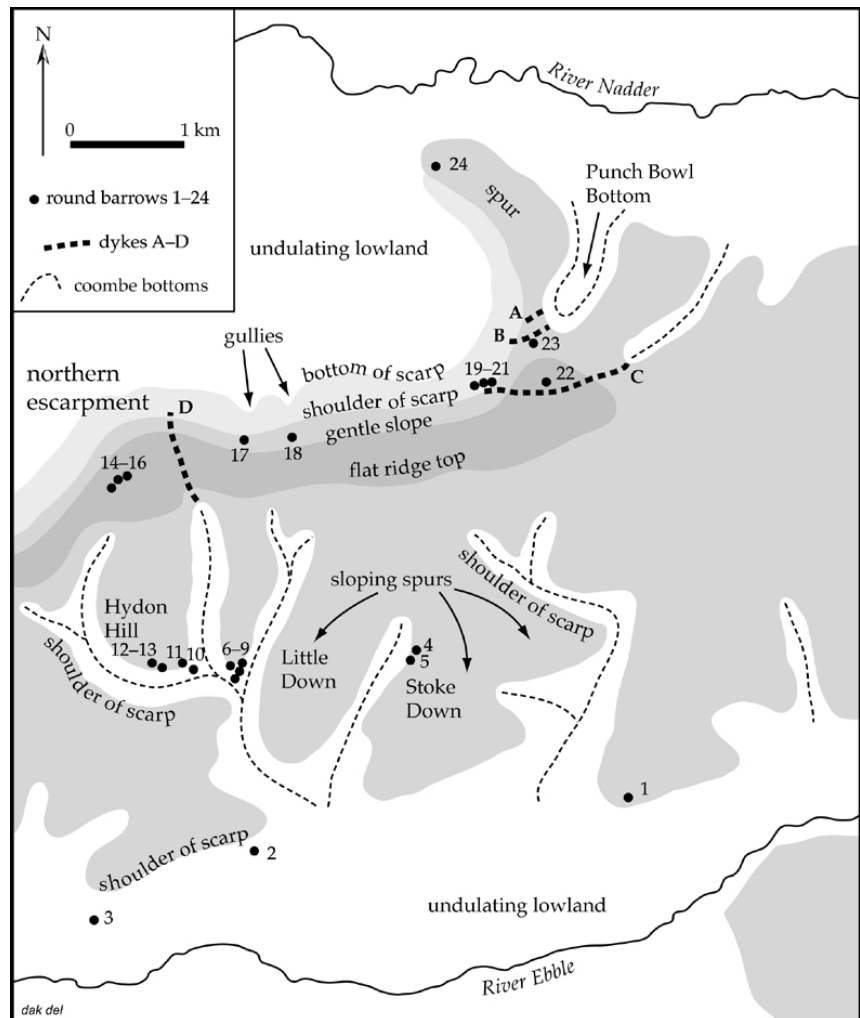 N
0 1 km
round barrows 1–24
dykes A–D
coombe bottoms
River Nadder
24
spur
Punch Bowl
Bottom
undulating lowland
A
B
23
gullies
bottom of scarp
19–21
22
C
northern
escarpment
shoulder of scarp
gentle slope
D
17
18
flat ridge top
14–16
shoulder of scarp
sloping spurs
Hydon
Hill
12–13
11
10
6–9
4
5
Little
Down
Stoke
Down
shoulder of scarp
1
shoulder of scarp
2
3
undulating lowland
River Ebble
dak del